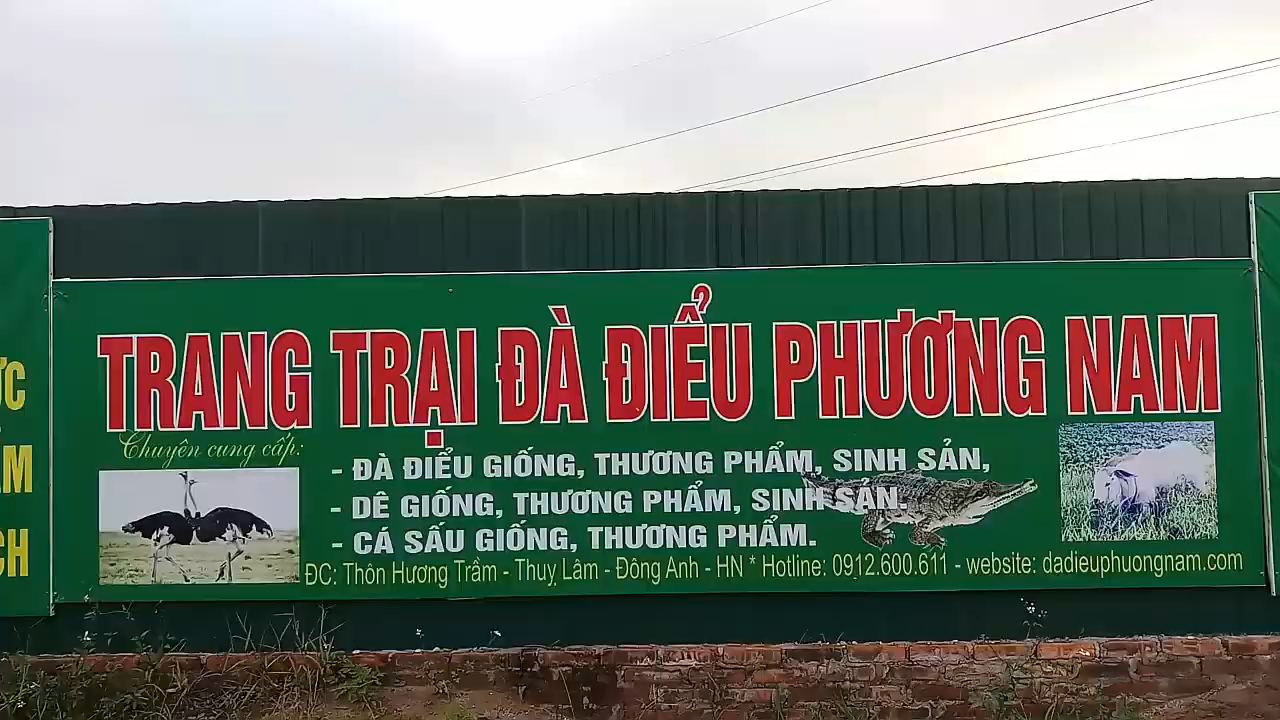 TRANG TRẠI ĐÀ ĐIỂU PHƯƠNG NAM
Chuyên cung cấp:
- ĐÀ ĐIỂU GIỐNG, THƯƠNG PHẨM, SINH SẢN,
- DÊ GIỐNG, THƯƠNG PHẨM, SINH SẢN.
- CÁ SẤU GIỐNG, THƯƠNG PHẨM.
ĐC: Thôn Hương Trầm - Thuỵ Lâm - Đông Anh - HN * Hotline: 0912.600.611 - website: dadieuphuongnam.com